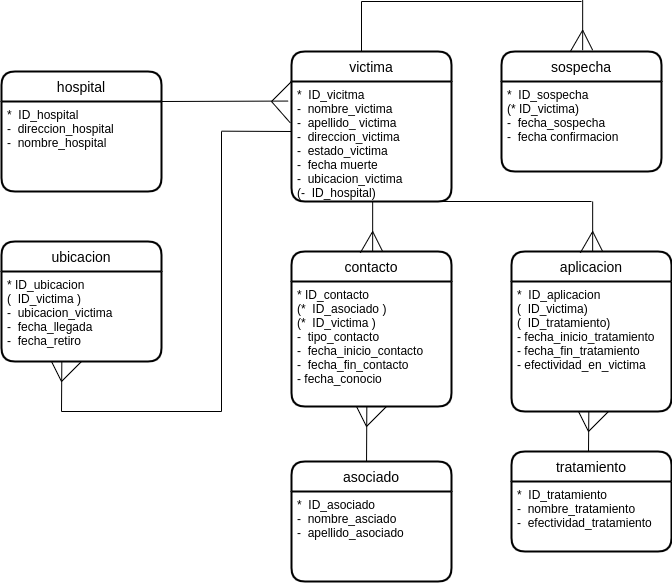 hospital
* ID_hospital
- direccion_hospital
- nombre_hospital
victima
* ID_vicitma
- nombre_victima
- apellido_ victima
- direccion_victima
- estado_victima
- fecha muerte
- ubicacion_victima
(- ID_hospital)
sospecha
* ID_sospecha
(* ID_victima)
- fecha_sospecha
- fecha confirmacion
ubicacion
* ID_ubicacion
( ID_victima )
- ubicacion_victima
- fecha_llegada
- fecha_retiro
contacto
* ID_contacto
(* ID_asociado )
(* ID_victima )
- tipo_contacto
- fecha_inicio_contacto
- fecha_fin_contacto
- fecha_conocio
aplicacion
* ID_aplicacion
( ID_victima)
( ID_tratamiento)
- fecha_inicio_tratamiento
- fecha_fin_tratamiento
- efectividad_en_victima
asociado
* ID_asociado
- nombre_asciado
- apellido_asociado
tratamiento
* ID_tratamiento
- nombre_tratamiento
- efectividad_tratamiento